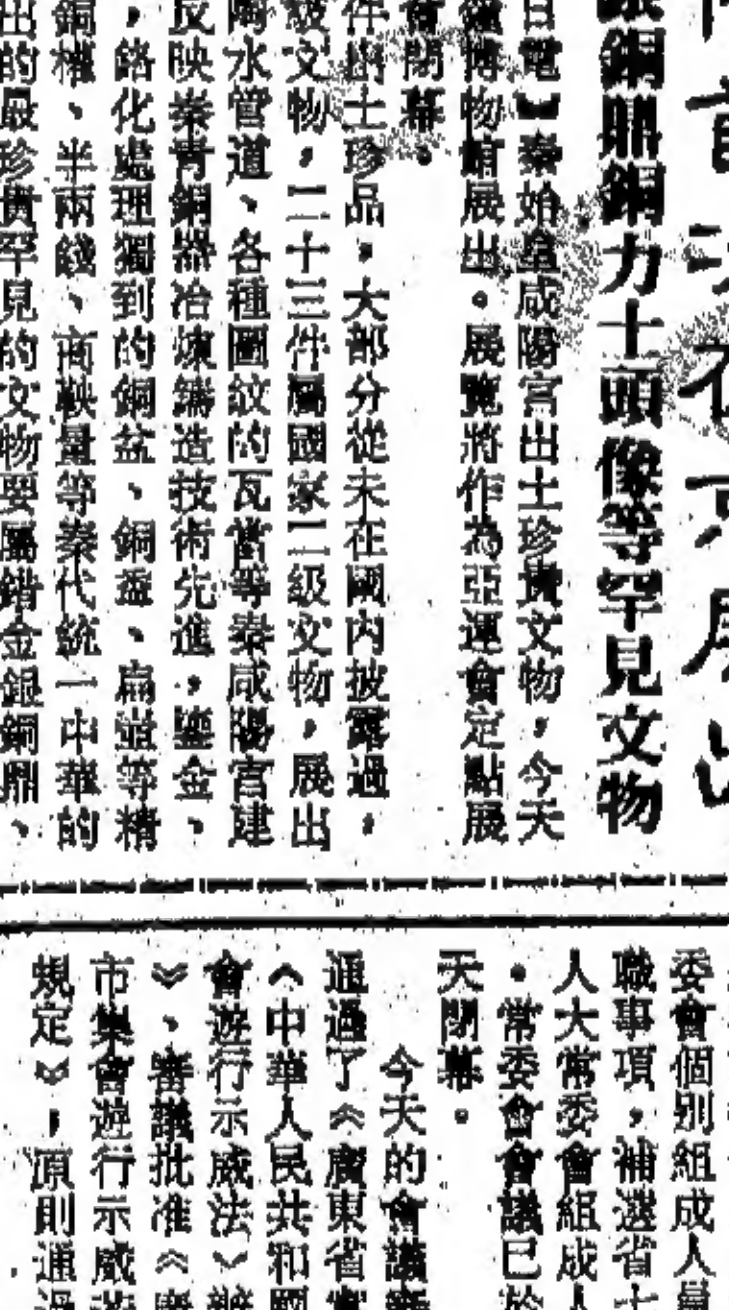 銅鼎銅力士頭像等罕見文物
日電】秦始皇咸陽宮出土珍貴文物，今天
博物館展出。展覽將作為亞運會定點展
閉幕。
件出土珍品，大部分從未在國內披露過，
級文物，二十三件屬國家二級文物，展出
陶水管道、各種圖紋的瓦當等秦咸陽宮建
反映秦青銅器冶煉鑄造技術先進，鎏金、
，鉻化處理獨到的銅盆、銅盉、扁壺等精
銅權、半兩錢、商鞅量等秦代統一中華的
出的最珍貴罕見的文物要屬錯金銀銅鼎、
委會個別組成人員
職事項，補選省
人大常委會組成人
。常委會會議已於
天閉幕。
今天的會議
通過了《廣東省實
《中華人民共和國
會遊行示威法》辦
》、審議批准《廣
市集會遊行示威
規定》，原則通過